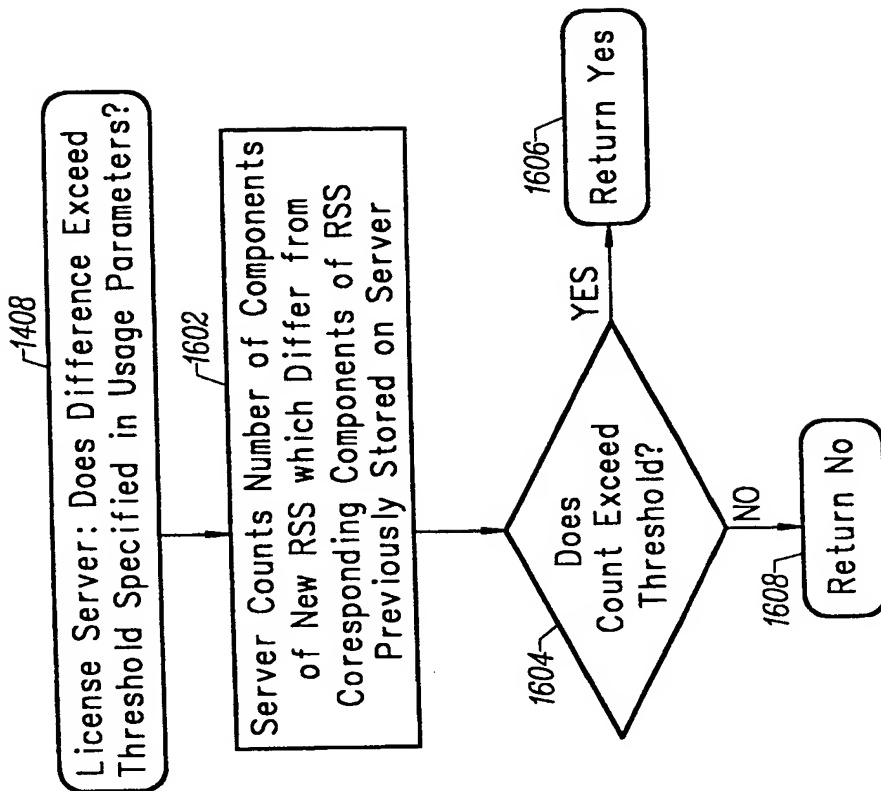 1408
License Server: Does Difference Exceed
Threshold Specified in Usage Parameters?
1602
Server Counts Number of Components
of New RSS which Differ from
Coresponding Components of RSS
Previously Stored on Server
1604
Does
Count Exceed
Threshold?
YES
1606
Return Yes
NO
1608
Return No